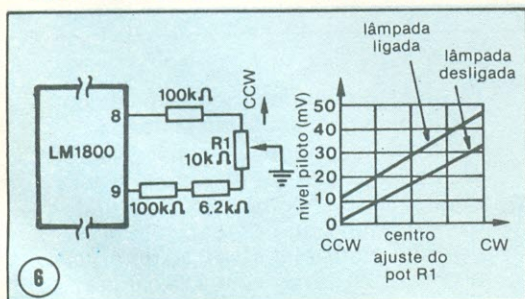 LM1800
8
9
100kΩ
CCW
R1
10kΩ
100kΩ
6.2kΩ
6
lâmpada
ligada
lâmpada
desligada
nível piloto (mV)
50
40
30
20
10
0
CCW
centro
CW
ajuste do
pot R1